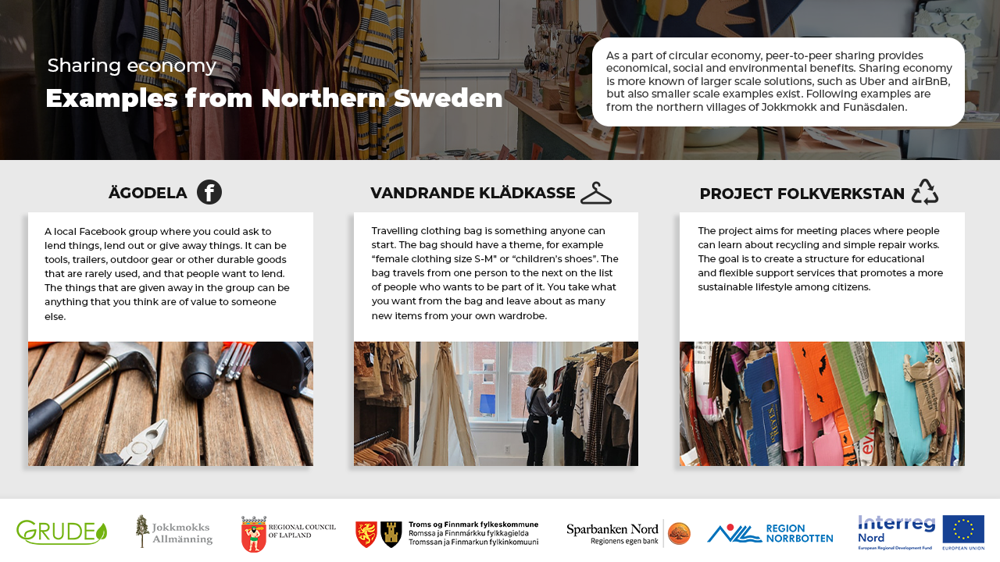 Sharing economy
Examples from Northern Sweden
As a part of circular economy, peer-to-peer sharing provides
economical, social and environmental benefits. Sharing economy
is more known of larger scale solutions, such as Uber and airBnB,
but also smaller scale examples exist. Following examples are
from the northern villages of Jokkmokk and Funäsdalen.
ÄGODELA
A local Facebook group where you could ask to
lend things, lend out or give away things. It can be
tools, trailers, outdoor gear or other durable goods
that are rarely used, and that people want to lend.
The things that are given away in the group can be
anything that you think are of value to someone
else.
VANDRANDE KLÄDKASSE
Travelling clothing bag is something anyone can
start. The bag should have a theme, for example
“female clothing size S-M" or “children’s shoes”. The
bag travels from one person to the next on the list
of people who wants to be part of it. You take what
you want from the bag and leave about as many
new items from your own wardrobe.
PROJECT FOLKVERKSTAN
The project aims for meeting places where people
can learn about recycling and simple repair works.
The goal is to create a structure for educational
and flexible support services that promotes a more
sustainable lifestyle among citizens.
REYES
evi
GRUDE
Jokkmokks
Allmänning
REGIONAL COUNCIL
OF LAPLAND
Troms og Finnmark fylkeskommune
Romssa ja Finnmárkku fylkkagielda
Tromssan ja Finmarkun fylkinkomuuni
Sparbanken Nord
Regionens egen bank
REGION
NORRBOTTEN
Interreg
Nord
European Regional Development Fund
EUROPEAN UNION